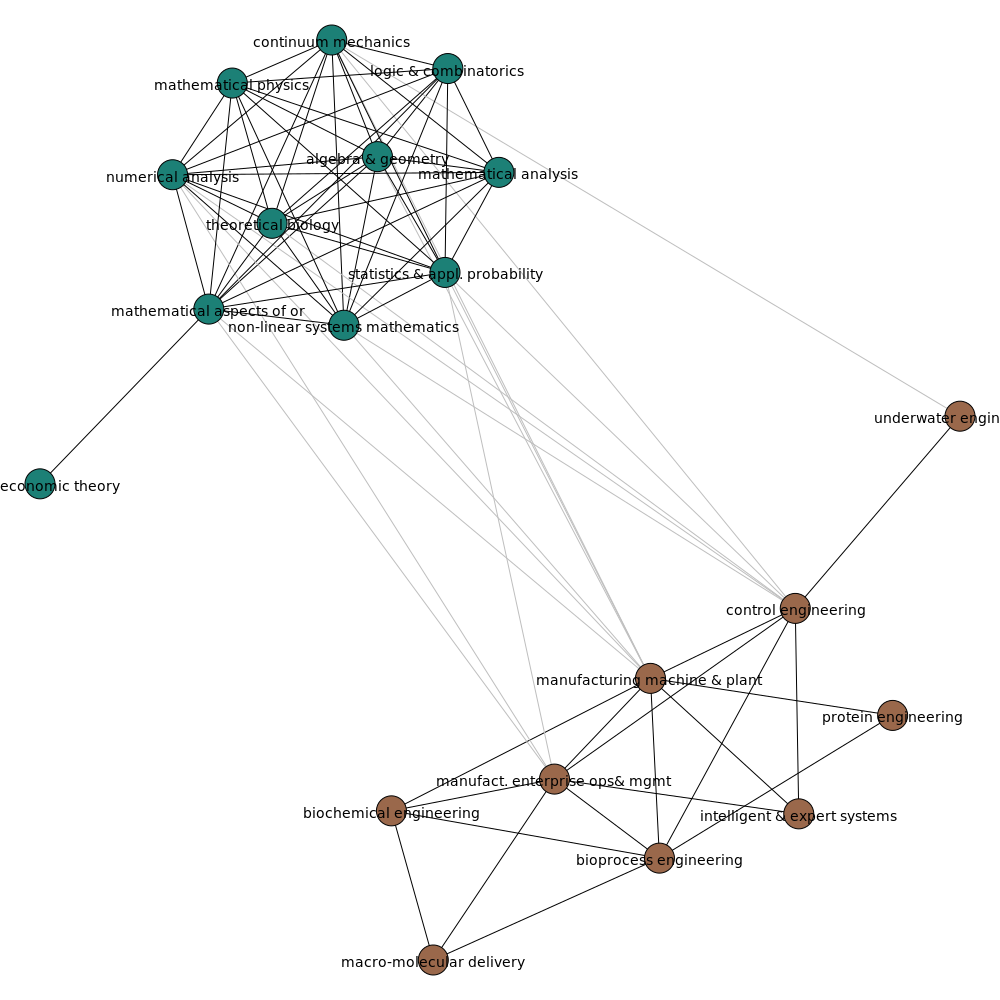 continuum mechanics
logic & combinatorics
mathematical physics
algebra & geometry
mathematical analysis
numerical analysis
theoretical biology
statistics & appl. probability
mathematical aspects of or
non-linear systems mathematics
underwater engin
economic theory
control engineering
manufacturing machine & plant
protein engineering
manufact. enterprise ops& mgmt
biochemical engineering
intelligent & expert systems
bioprocess engineering
macro-molecular delivery